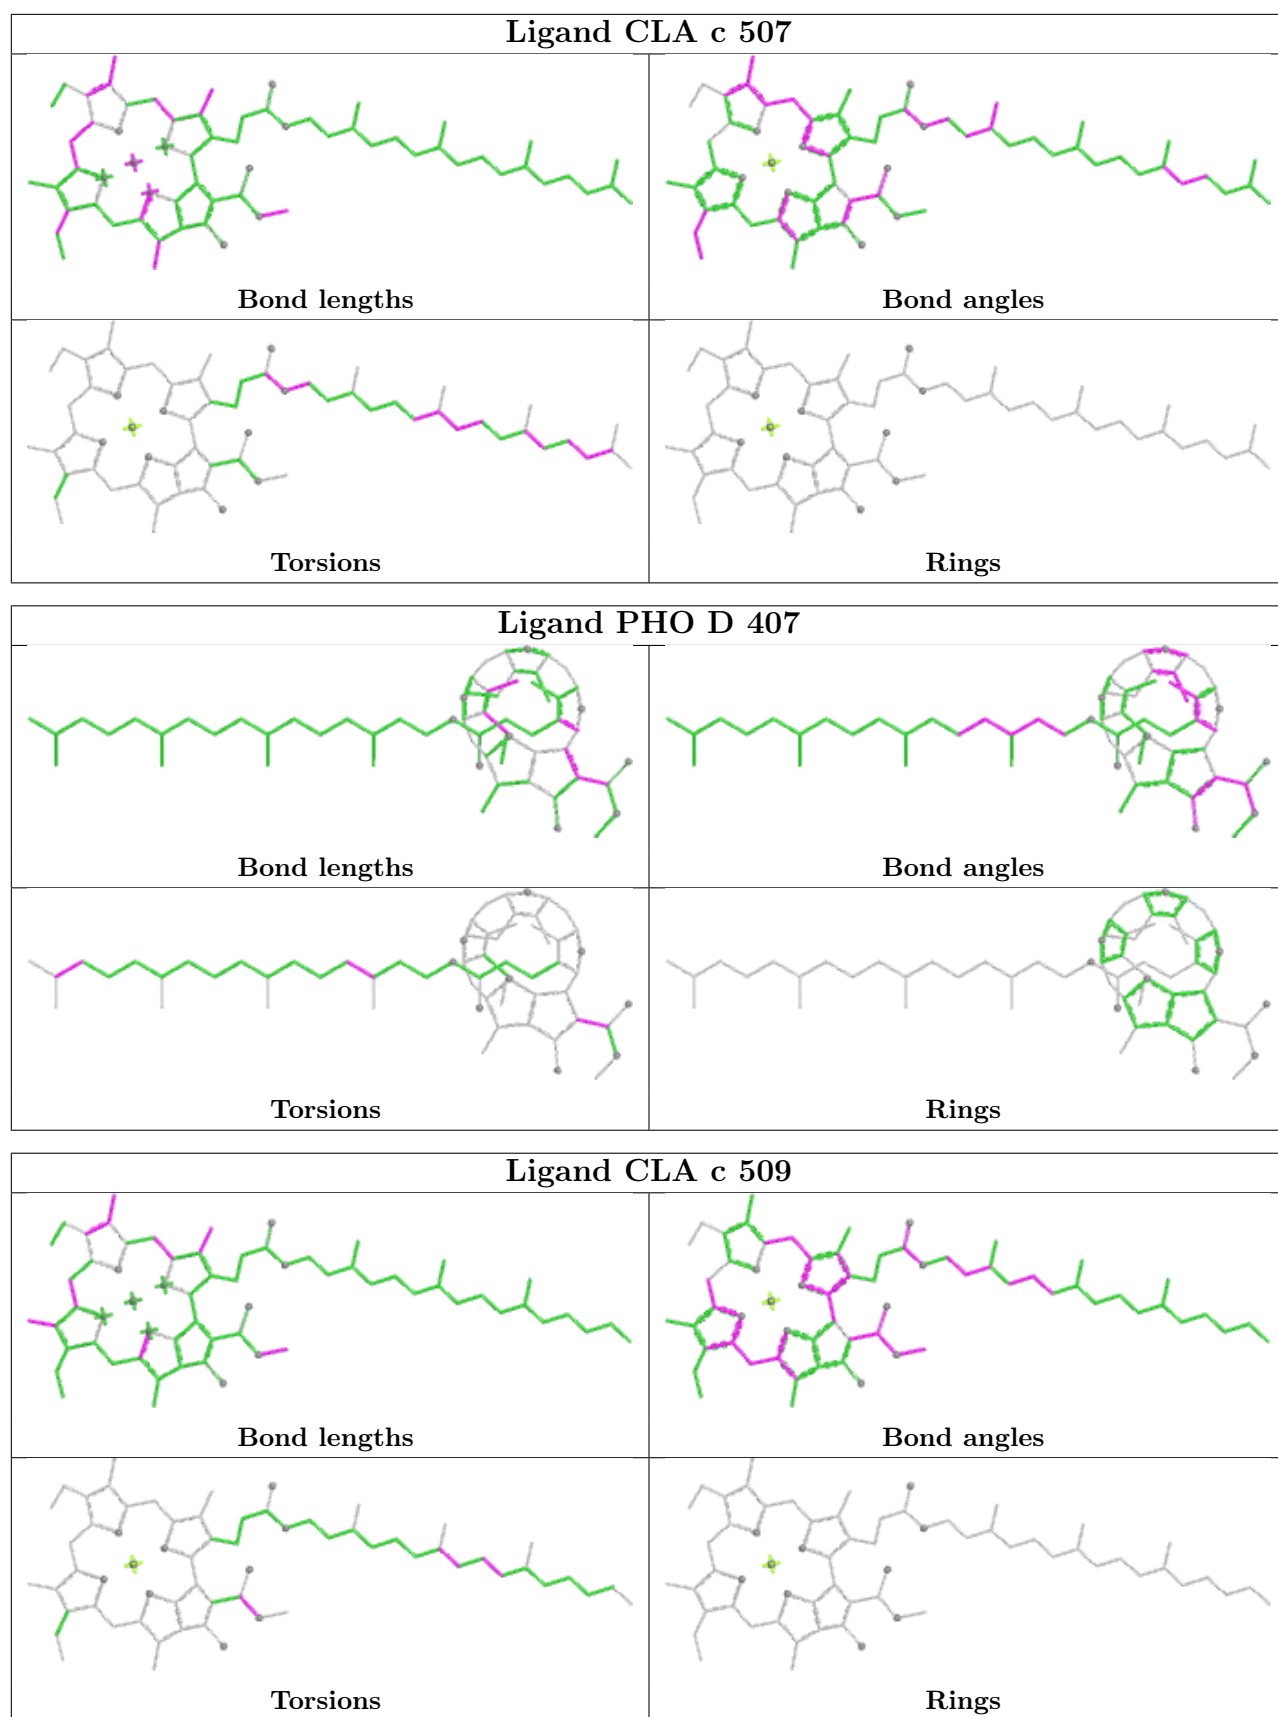 Ligand CLA c 507
Bond lengths
Bond angles
Torsions
Rings
Ligand PHO D 407
Bond lengths
Bond angles
Torsions
Rings
Ligand CLA c 509
Bond lengths
Bond angles
Torsions
Rings